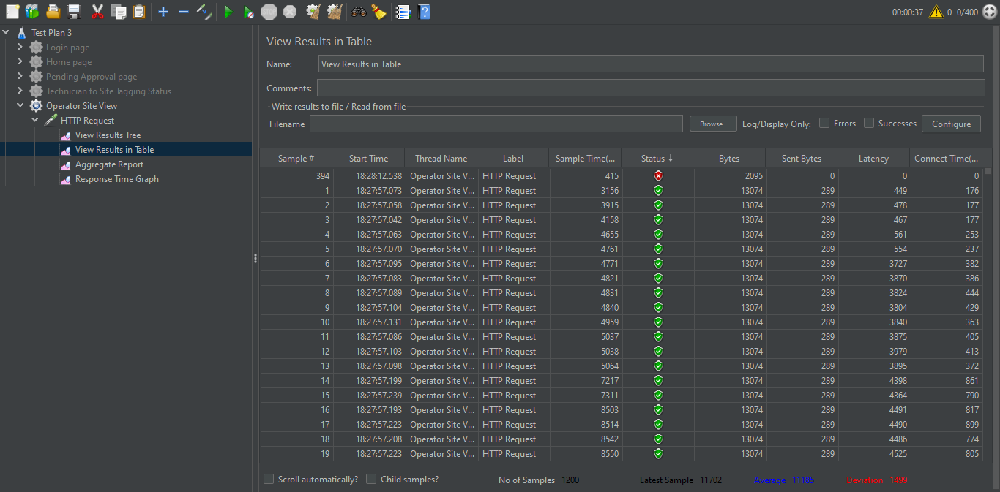 00:00:37 0 0/400
Test Plan 3
Login page
Home page
Pending Approval page
Technician to Site Tagging Status
Operator Site View
HTTP Request
View Results Tree
View Results in Table
Aggregate Report
Response Time Graph
View Results in Table
Name: View Results in Table
Comments:
Write results to file / Read from file
Filename Browse... Log/Display Only: Errors Successes Configure
Sample # Start Time Thread Name Label Sample Time(... Status ↓ Bytes Sent Bytes Latency Connect Time(...
394 18:28:12.538 Operator Site V... HTTP Request 415 2095 0 0 0
1 18:27:57.073 Operator Site V... HTTP Request 3156 13074 289 449 176
2 18:27:57.058 Operator Site V... HTTP Request 3915 13074 289 478 177
3 18:27:57.042 Operator Site V... HTTP Request 4158 13074 289 467 177
4 18:27:57.063 Operator Site V... HTTP Request 4655 13074 289 561 253
5 18:27:57.070 Operator Site V... HTTP Request 4761 13074 289 554 237
6 18:27:57.095 Operator Site V... HTTP Request 4771 13074 289 3727 382
7 18:27:57.083 Operator Site V... HTTP Request 4821 13074 289 3870 386
8 18:27:57.089 Operator Site V... HTTP Request 4831 13074 289 3824 444
9 18:27:57.104 Operator Site V... HTTP Request 4840 13074 289 3804 429
10 18:27:57.131 Operator Site V... HTTP Request 4959 13074 289 3840 363
11 18:27:57.086 Operator Site V... HTTP Request 5037 13074 289 3875 405
12 18:27:57.103 Operator Site V... HTTP Request 5038 13074 289 3979 413
13 18:27:57.098 Operator Site V... HTTP Request 5064 13074 289 3895 372
14 18:27:57.199 Operator Site V... HTTP Request 7217 13074 289 4398 861
15 18:27:57.239 Operator Site V... HTTP Request 7311 13074 289 4364 790
16 18:27:57.193 Operator Site V... HTTP Request 8503 13074 289 4491 817
17 18:27:57.223 Operator Site V... HTTP Request 8514 13074 289 4490 899
18 18:27:57.208 Operator Site V... HTTP Request 8542 13074 289 4486 774
19 18:27:57.223 Operator Site V... HTTP Request 8550 13074 289 4525 805
Scroll automatically? Child samples? No of Samples 1200 Latest Sample 11702 Average 11185 Deviation 1499